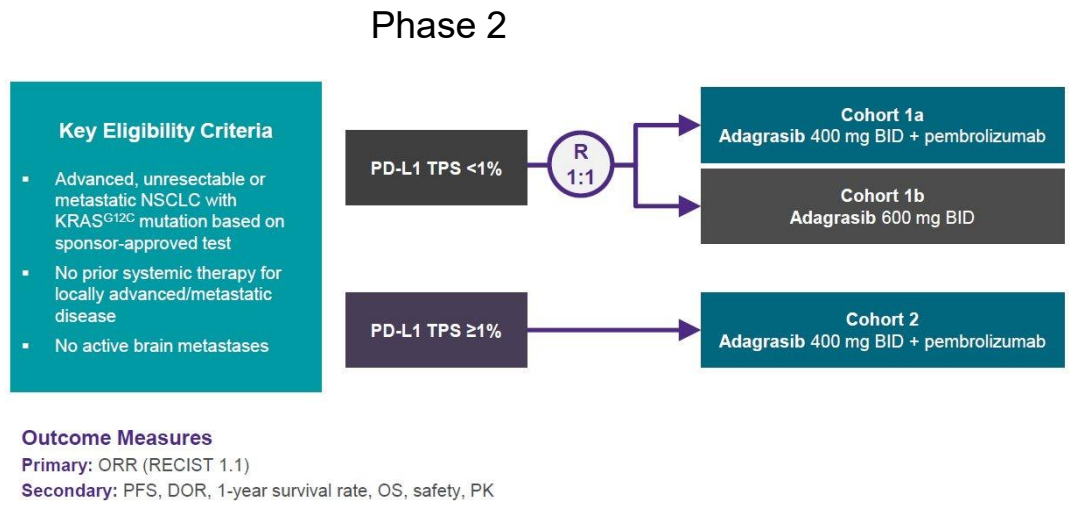 Phase 2
Key Eligibility Criteria
▪ Advanced, unresectable or
metastatic NSCLC with
KRASG12C mutation based on
sponsor-approved test
▪ No prior systemic therapy for
locally advanced/metastatic
disease
▪ No active brain metastases
PD-L1 TPS <1%
R
1:1
Cohort 1a
Adagrasib 400 mg BID + pembrolizumab
Cohort 1b
Adagrasib 600 mg BID
PD-L1 TPS ≥1%
Cohort 2
Adagrasib 400 mg BID + pembrolizumab
Outcome Measures
Primary: ORR (RECIST 1.1)
Secondary: PFS, DOR, 1-year survival rate, OS, safety, PK